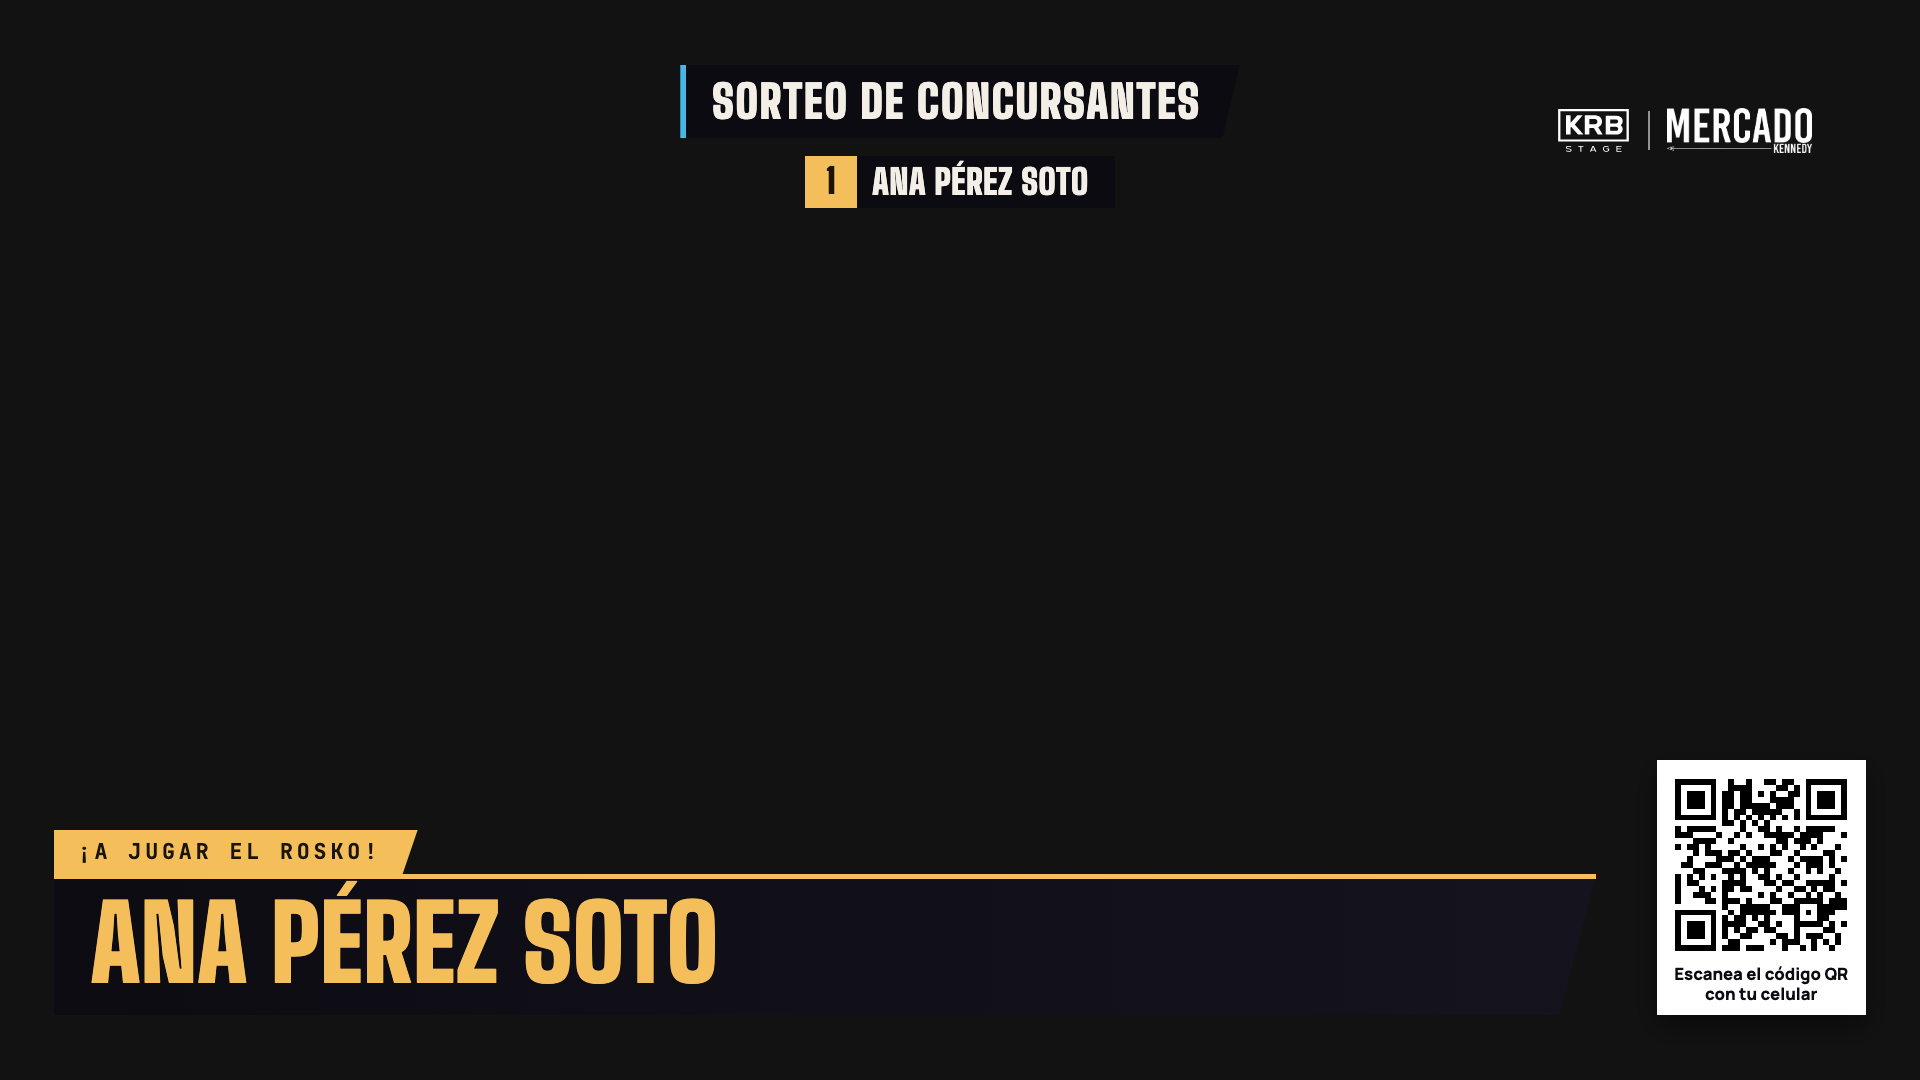 SORTEO DE CONCURSANTES
1 ANA PÉREZ SOTO
KRB
STAGE
MERCADO
KENNEDY
¡A JUGAR EL ROSKO!
ANA PÉREZ SOTO
Escanea el código QR
con tu celular